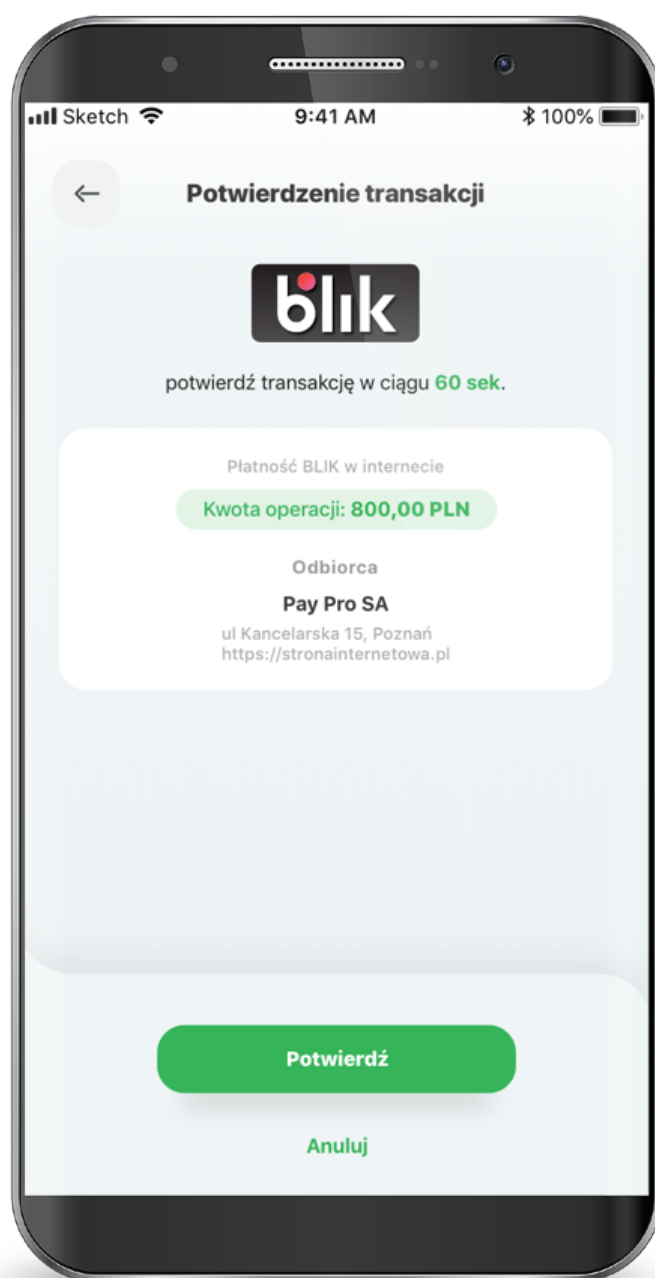 Sketch 9:41 AM 100%
Potwierdzenie transakcji
blik
potwierdź transakcję w ciągu 60 sek.
Płatność BLIK w internecie
Kwota operacji: 800,00 PLN
Odbiorca
Pay Pro SA
ul Kancelarska 15, Poznań
https://stronainternetowa.pl
Potwierdź
Anuluj